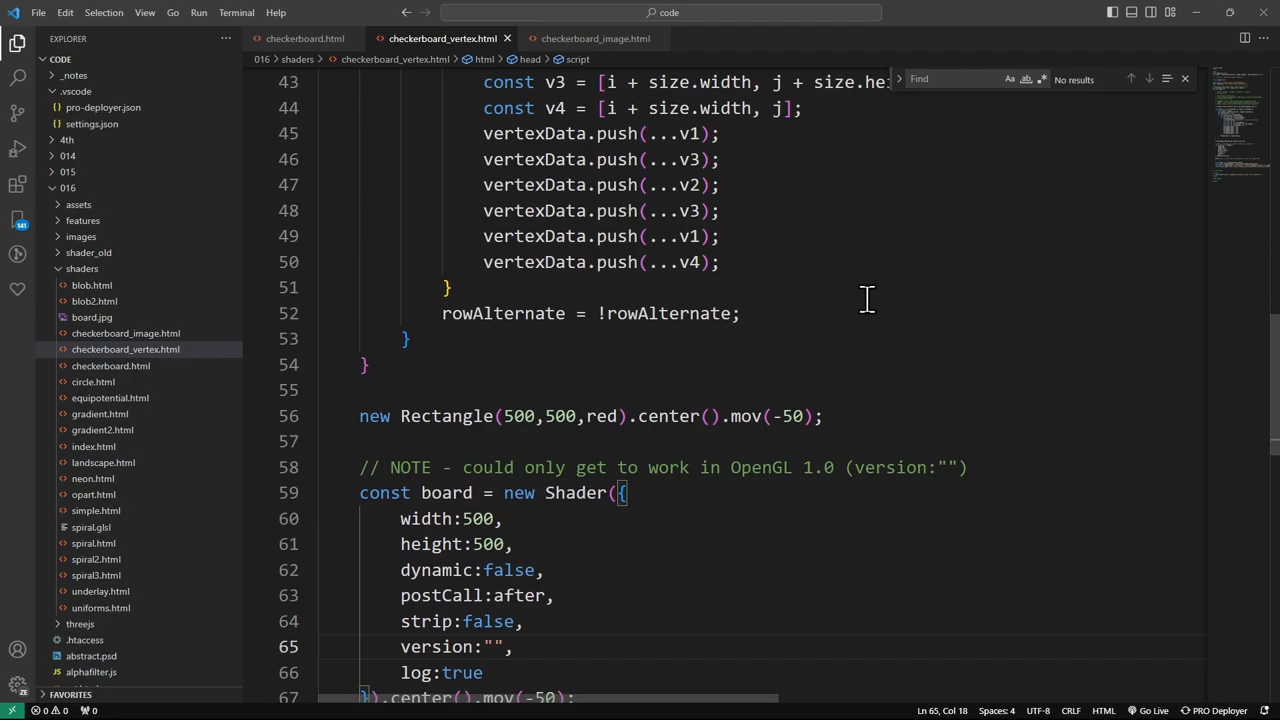 File Edit Selection View Go Run Terminal Help
code
EXPLORER
checkerboard.html
checkerboard_vertex.html
checkerboard_image.html
CODE
016 > shaders > checkerboard_vertex.html > html > head > script
_notes
.vscode
pro-deployer.json
settings.json
4th
014
015
016
assets
features
images
shader_old
shaders
blob.html
blob2.html
board.jpg
checkerboard_image.html
checkerboard_vertex.html
checkerboard.html
circle.html
equipotential.html
gradient.html
gradient2.html
index.html
landscape.html
neon.html
opart.html
simple.html
spiral.glsl
spiral.html
spiral2.html
spiral3.html
underlay.html
uniforms.html
threejs
.htaccess
abstract.psd
alphafilter.js
FAVORITES
141
ZE
Find
Aa ab
No results
43 const v3 = [i + size.width, j + size.hei
44 const v4 = [i + size.width, j];
45 vertexData.push(...v1);
46 vertexData.push(...v3);
47 vertexData.push(...v2);
48 vertexData.push(...v3);
49 vertexData.push(...v1);
50 vertexData.push(...v4);
51 }
52 rowAlternate = !rowAlternate;
53 }
54 }
55
56 new Rectangle(500,500,red).center().mov(-50);
57
58 // NOTE - could only get to work in OpenGL 1.0 (version:"")
59 const board = new Shader({
60 width:500,
61 height:500,
62 dynamic:false,
63 postCall:after,
64 strip:false,
65 version:"",
66 log:true
67 }).center().mov(-50);
0 0 0 Ln 65, Col 18 Spaces: 4 UTF-8 CRLF HTML Go Live PRO Deployer